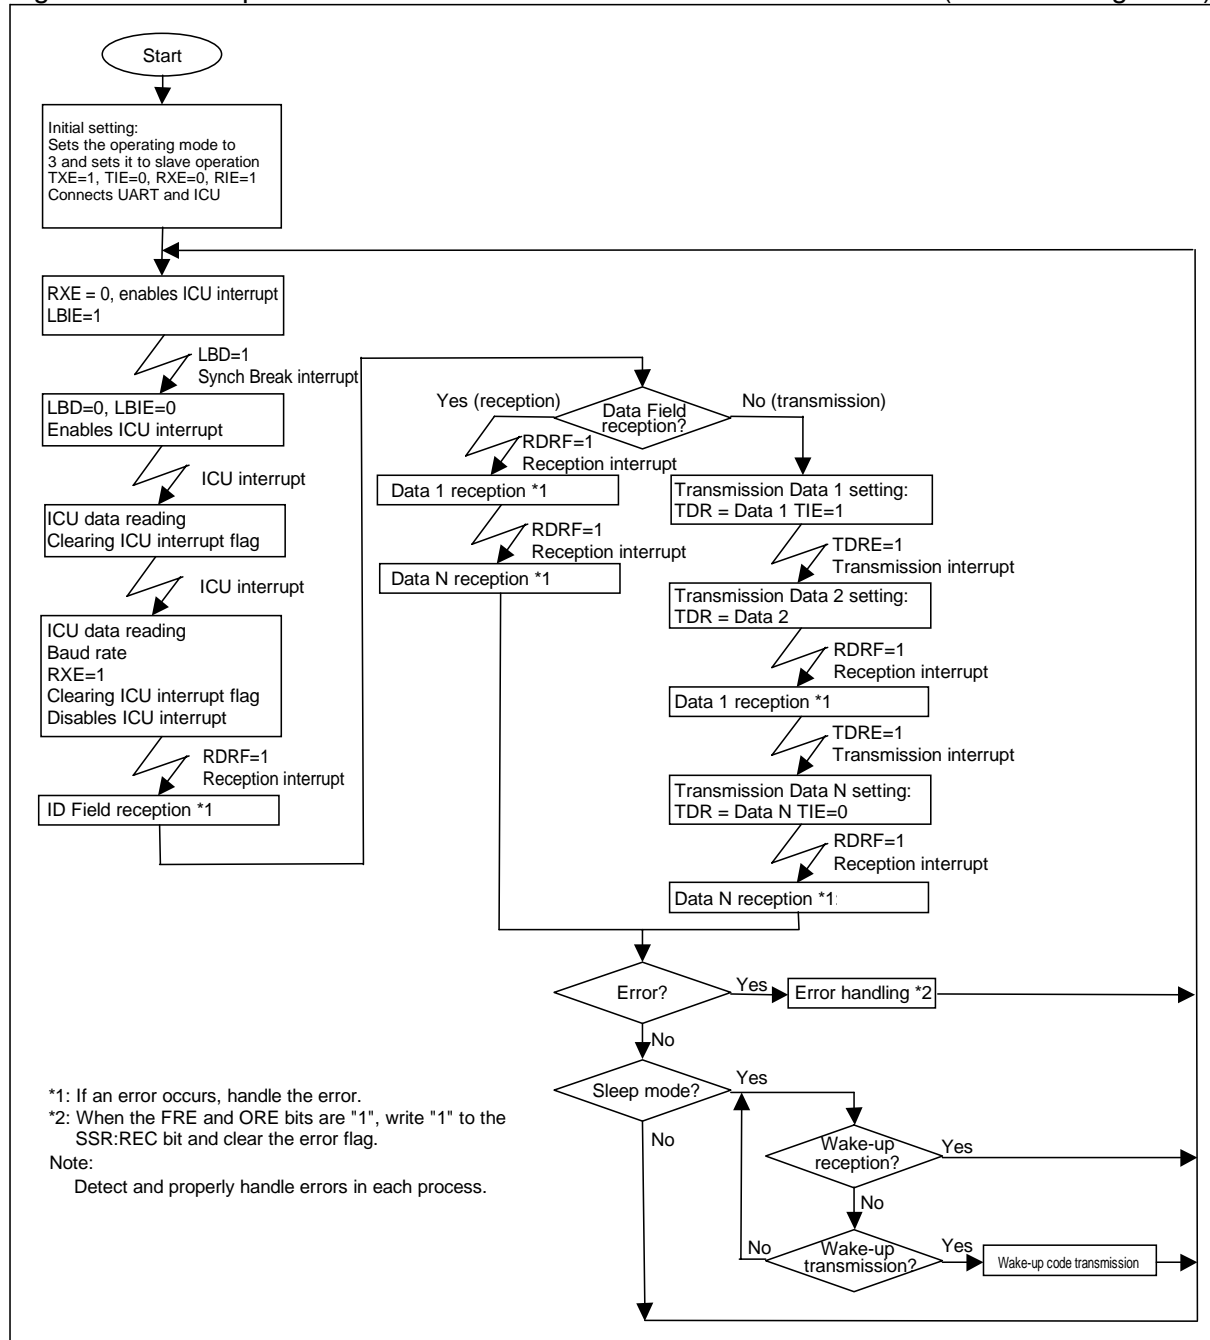 Start
Initial setting:
Sets the operating mode to
3 and sets it to slave operation
TXE=1, TIE=0, RXE=0, RIE=1
Connects UART and ICU
RXE = 0, enables ICU interrupt
LBIE=1
LBD=1
Synch Break interrupt
LBD=0, LBIE=0
Enables ICU interrupt
ICU interrupt
ICU data reading
Clearing ICU interrupt flag
ICU interrupt
ICU data reading
Baud rate
RXE=1
Clearing ICU interrupt flag
Disables ICU interrupt
RDRF=1
Reception interrupt
ID Field reception *1
Data Field
reception?
Yes (reception)
No (transmission)
RDRF=1
Reception interrupt
Data 1 reception *1
RDRF=1
Reception interrupt
Data N reception *1
Transmission Data 1 setting:
TDR = Data 1 TIE=1
TDRE=1
Transmission interrupt
Transmission Data 2 setting:
TDR = Data 2
RDRF=1
Reception interrupt
Data 1 reception *1
TDRE=1
Transmission interrupt
Transmission Data N setting:
TDR = Data N TIE=0
RDRF=1
Reception interrupt
Data N reception *1:
Error?
Yes
Error handling *2
No
Sleep mode?
Yes
No
Wake-up
reception?
Yes
No
Wake-up
transmission?
No
Yes
Wake-up code transmission
*1: If an error occurs, handle the error.
*2: When the FRE and ORE bits are "1", write "1" to the
SSR:REC bit and clear the error flag.
Note:
Detect and properly handle errors in each process.